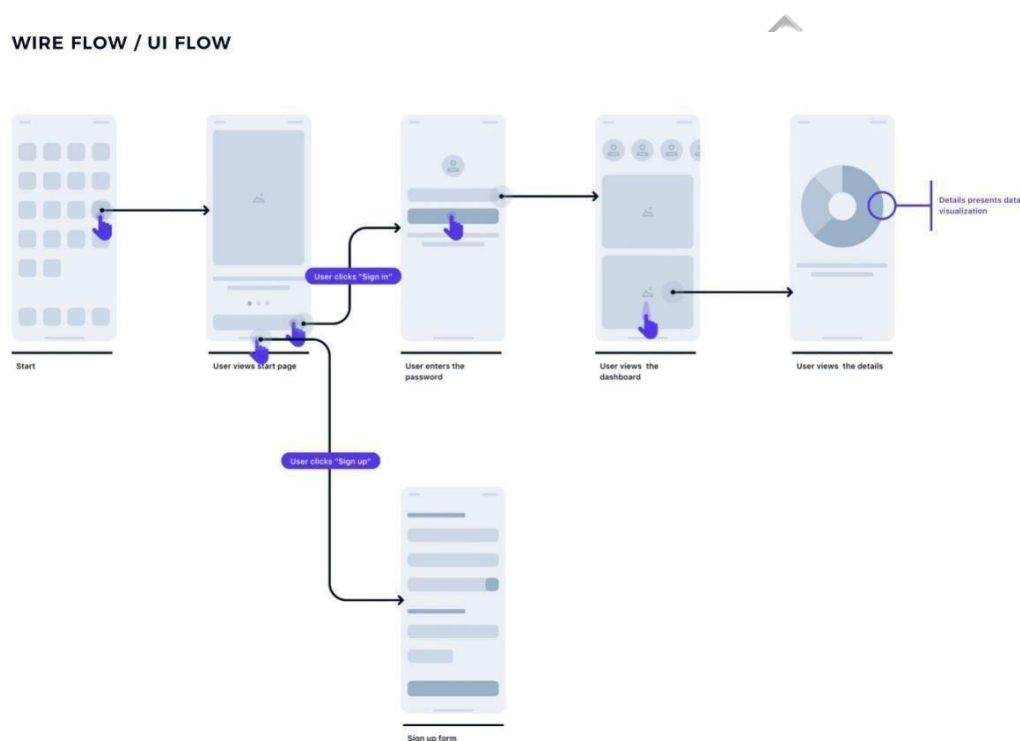 WIRE FLOW / UI FLOW
Details presents data
visualization
User clicks "Sign in"
Start
User views start page
User enters the
password
User views  the
dashboard
User views  the details
User clicks "Sign up"
Sign up form